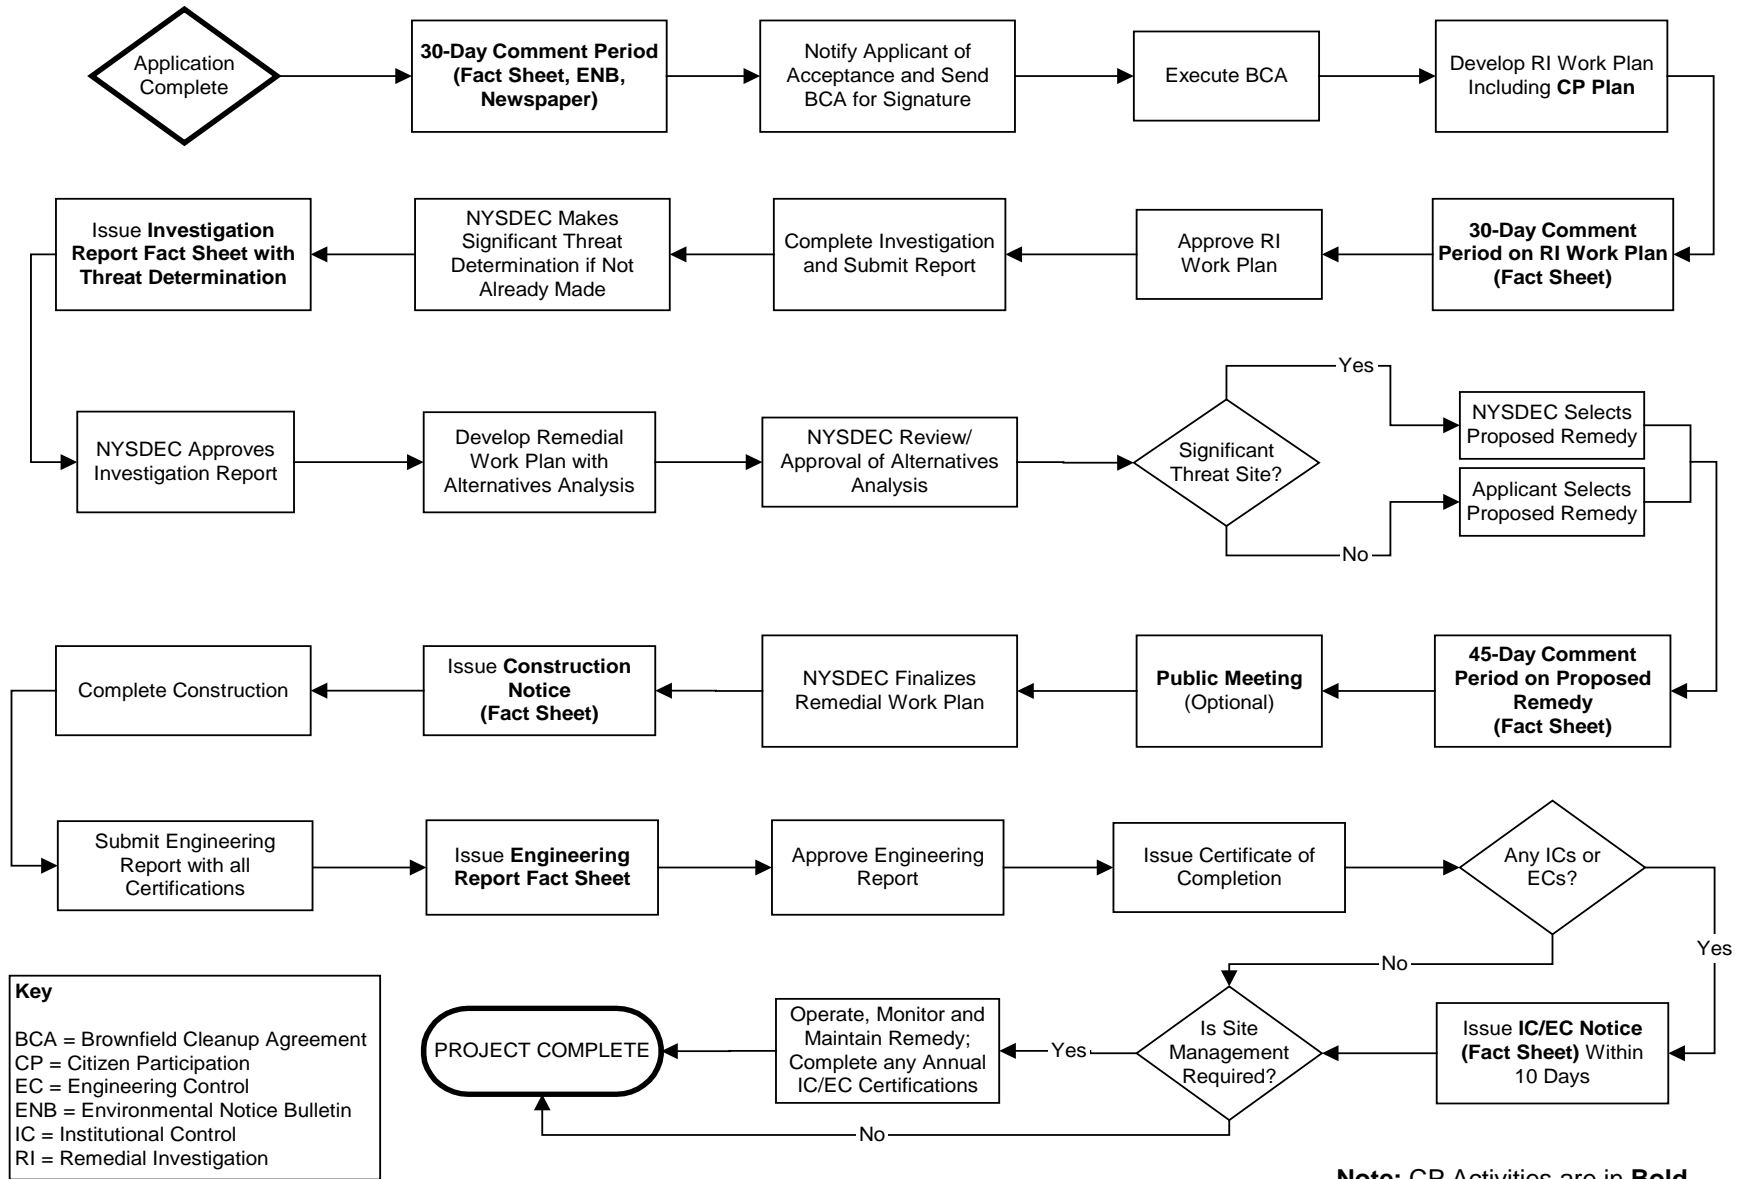 Application
Complete
30-Day Comment Period
(Fact Sheet, ENB,
Newspaper)
Notify Applicant of
Acceptance and Send
BCA for Signature
Execute BCA
Develop RI Work Plan
Including CP Plan
30-Day Comment
Period on RI Work Plan
(Fact Sheet)
Approve RI
Work Plan
Complete Investigation
and Submit Report
NYSDEC Makes
Significant Threat
Determination if Not
Already Made
Issue Investigation
Report Fact Sheet with
Threat Determination
NYSDEC Approves
Investigation Report
Develop Remedial
Work Plan with
Alternatives Analysis
NYSDEC Review/
Approval of Alternatives
Analysis
Significant
Threat Site?
Yes
NYSDEC Selects
Proposed Remedy
No
Applicant Selects
Proposed Remedy
45-Day Comment
Period on Proposed
Remedy
(Fact Sheet)
Public Meeting
(Optional)
NYSDEC Finalizes
Remedial Work Plan
Issue Construction
Notice
(Fact Sheet)
Complete Construction
Submit Engineering
Report with all
Certifications
Issue Engineering
Report Fact Sheet
Approve Engineering
Report
Issue Certificate of
Completion
Any ICs or
ECs?
Yes
No
Issue IC/EC Notice
(Fact Sheet) Within
10 Days
Is Site
Management
Required?
Yes
Operate, Monitor and
Maintain Remedy;
Complete any Annual
IC/EC Certifications
No
PROJECT COMPLETE
Key
BCA = Brownfield Cleanup Agreement
CP = Citizen Participation
EC = Engineering Control
ENB = Environmental Notice Bulletin
IC = Institutional Control
RI = Remedial Investigation
Note: CP Activities are in Bold